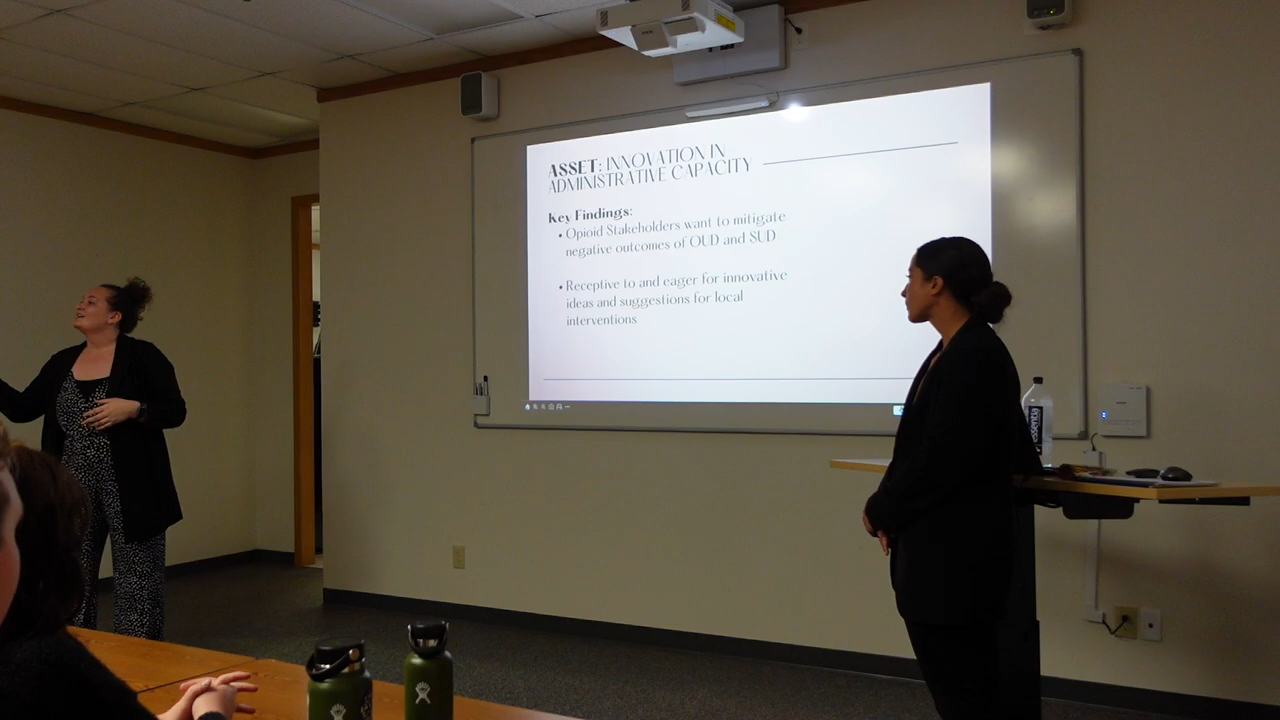 ASSET: INNOVATION IN
ADMINISTRATIVE CAPACITY
Key Findings:
• Opioid Stakeholders want to mitigate
negative outcomes of OUD and SUD
• Receptive to and eager for innovative
ideas and suggestions for local
interventions
essentia